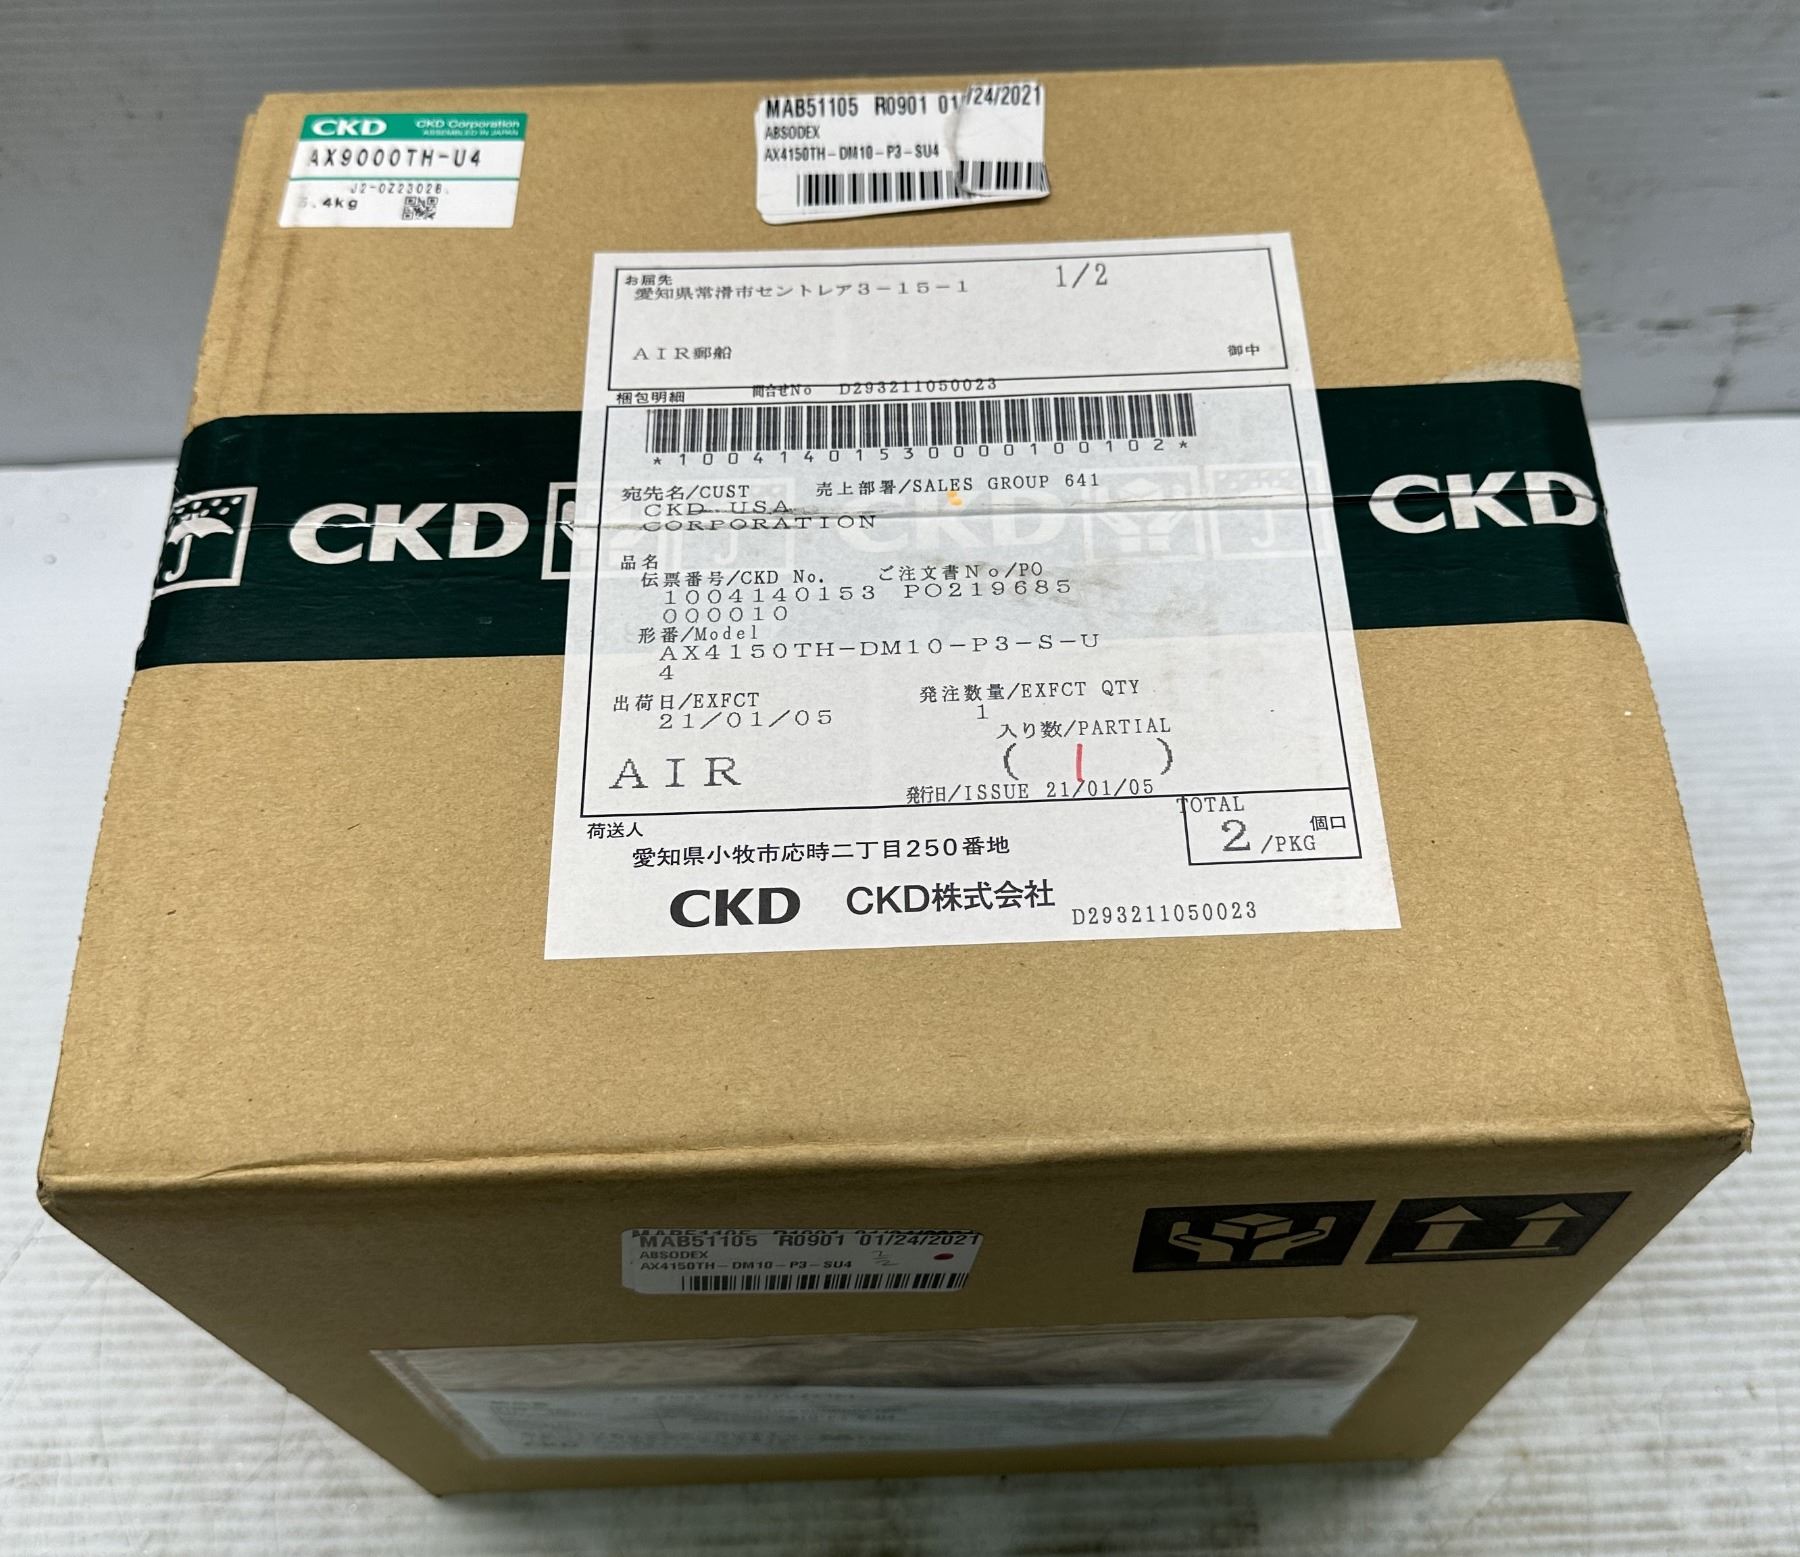 CKD CKD Corporation
ASSEMBLED IN JAPAN
AX9000TH-U4
J2-0Z23028.
.4kg
MAB51105 R0901 01/24/2021
ABSODEX
AX4150TH-DM10-P3-SU4
お届先
愛知県常滑市セントレア3-15-1
1/2
AIR郵船
御中
梱包明細 問合せNo D293211050023
*10041401530000100102*
宛先名/CUST 売上部署/SALES GROUP 641
CKD USA
CORPORATION
品名
伝票番号/CKD No. ご注文書No/PO
1004140153 PO219685
000010
形番/Model
AX4150TH-DM10-P3-S-U
4
出荷日/EXFCT 発注数量/EXFCT QTY
21/01/05 1
入り数/PARTIAL
AIR ( 1 )
発行日/ISSUE 21/01/05
TOTAL
2/PKG 個口
荷送人
愛知県小牧市応時二丁目250番地
CKD CKD株式会社 D293211050023
CKD
CKD
CKD
MAB51105 R0901 01/24/2021
ABSODEX
AX4150TH-DM10-P3-SU4
2/2